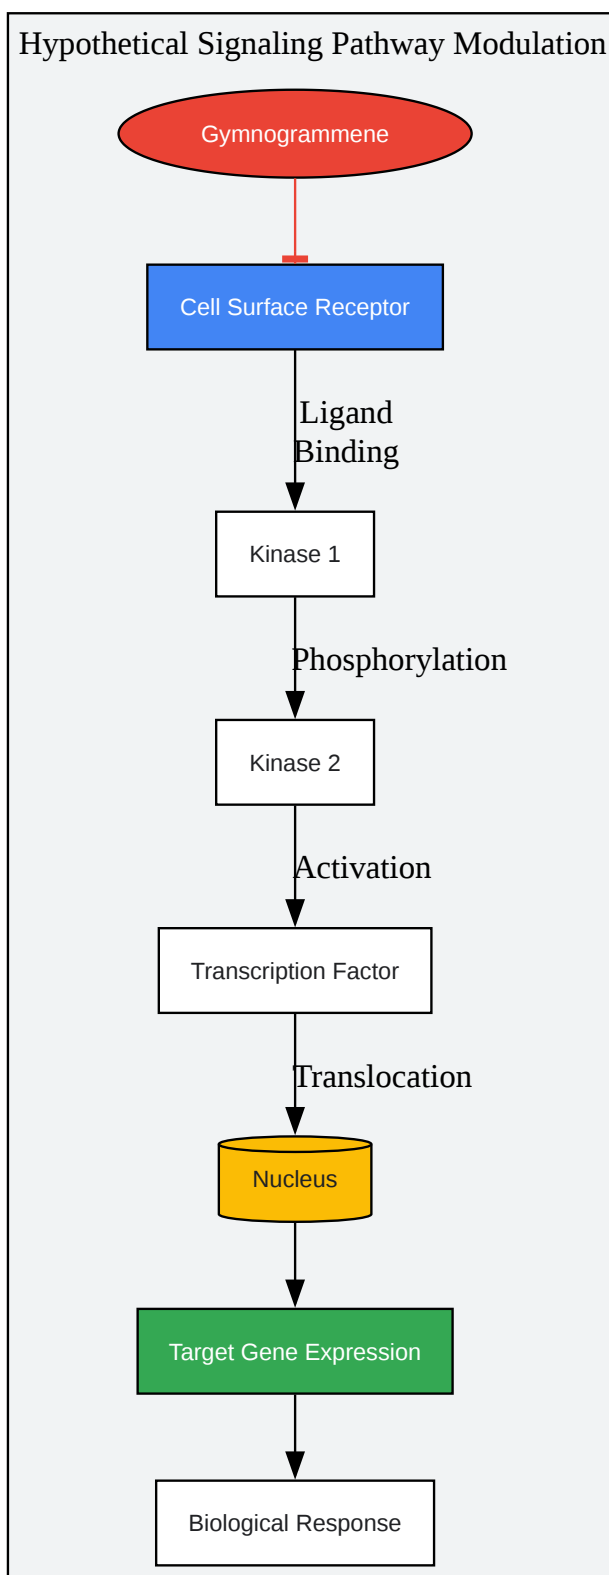 Hypothetical Signaling Pathway Modulation
Gymnogrammene
Cell Surface Receptor
Ligand
Binding
Kinase 1
Phosphorylation
Kinase 2
Activation
Transcription Factor
Translocation
Nucleus
Target Gene Expression
Biological Response